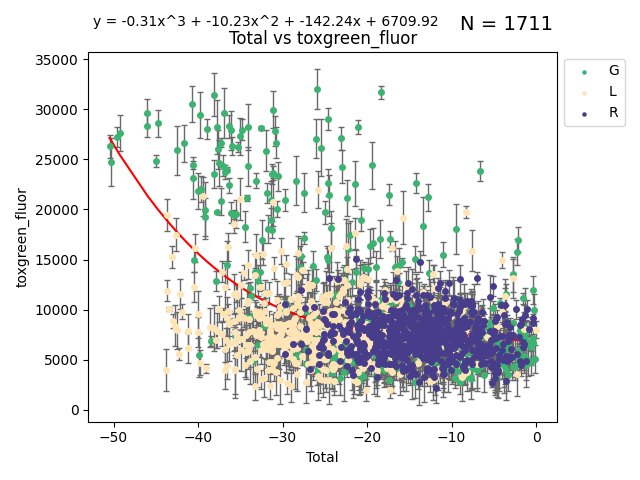 y = -0.31x^3 + -10.23x^2 + -142.24x + 6709.92
N = 1711
Total vs toxgreen_fluor
35000
30000
25000
20000
15000
10000
5000
0
toxgreen_fluor
−50
−40
−30
−20
−10
0
Total
G
L
R